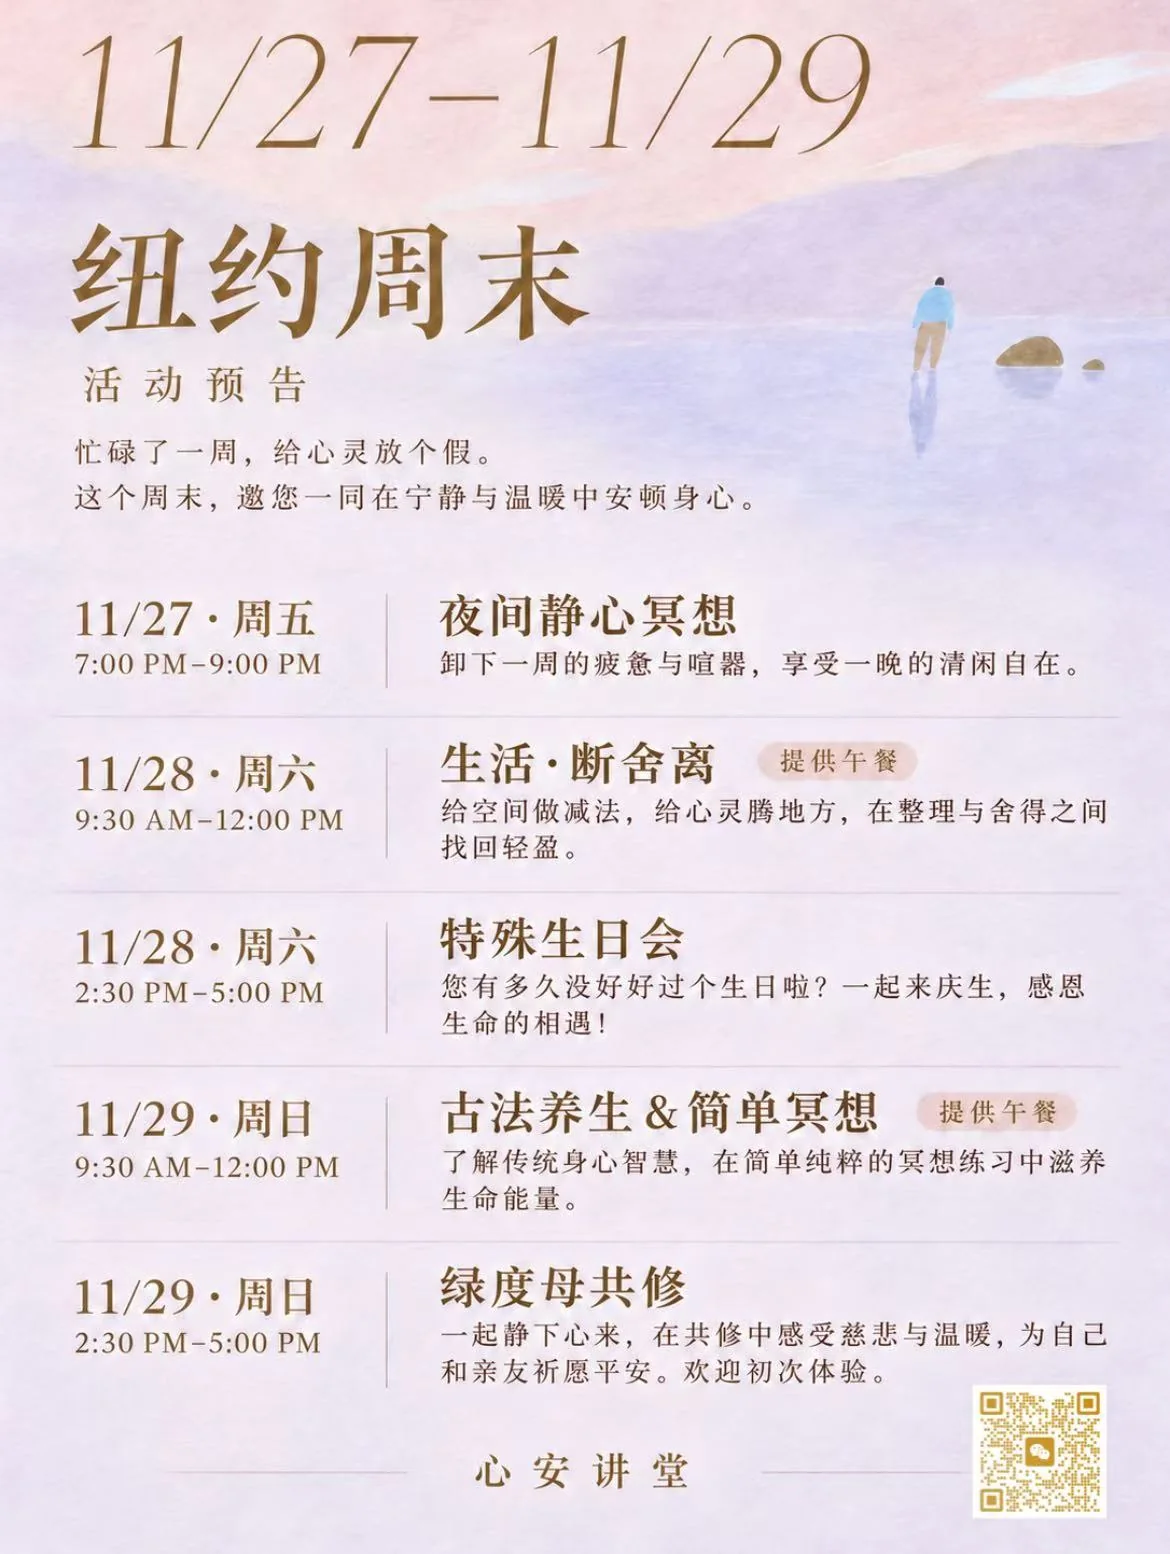 11/27–11/29
纽约周末
活动预告
忙碌了一周，给心灵放个假。
这个周末，邀您一同在宁静与温暖中安顿身心。
11/27·周五
7:00 PM–9:00 PM
夜间静心冥想
卸下一周的疲惫与喧嚣，享受一晚的清闲自在。
11/28·周六
9:30 AM–12:00 PM
生活·断舍离 提供午餐
给空间做减法，给心灵腾地方，在整理与舍得之间
找回轻盈。
11/28·周六
2:30 PM–5:00 PM
特殊生日会
您有多久没好好过个生日啦？一起来庆生，感恩
生命的相遇！
11/29·周日
9:30 AM–12:00 PM
古法养生&简单冥想 提供午餐
了解传统身心智慧，在简单纯粹的冥想练习中滋养
生命能量。
11/29·周日
2:30 PM–5:00 PM
绿度母共修
一起静下心来，在共修中感受慈悲与温暖，为自己
和亲友祈愿平安。欢迎初次体验。
心安讲堂